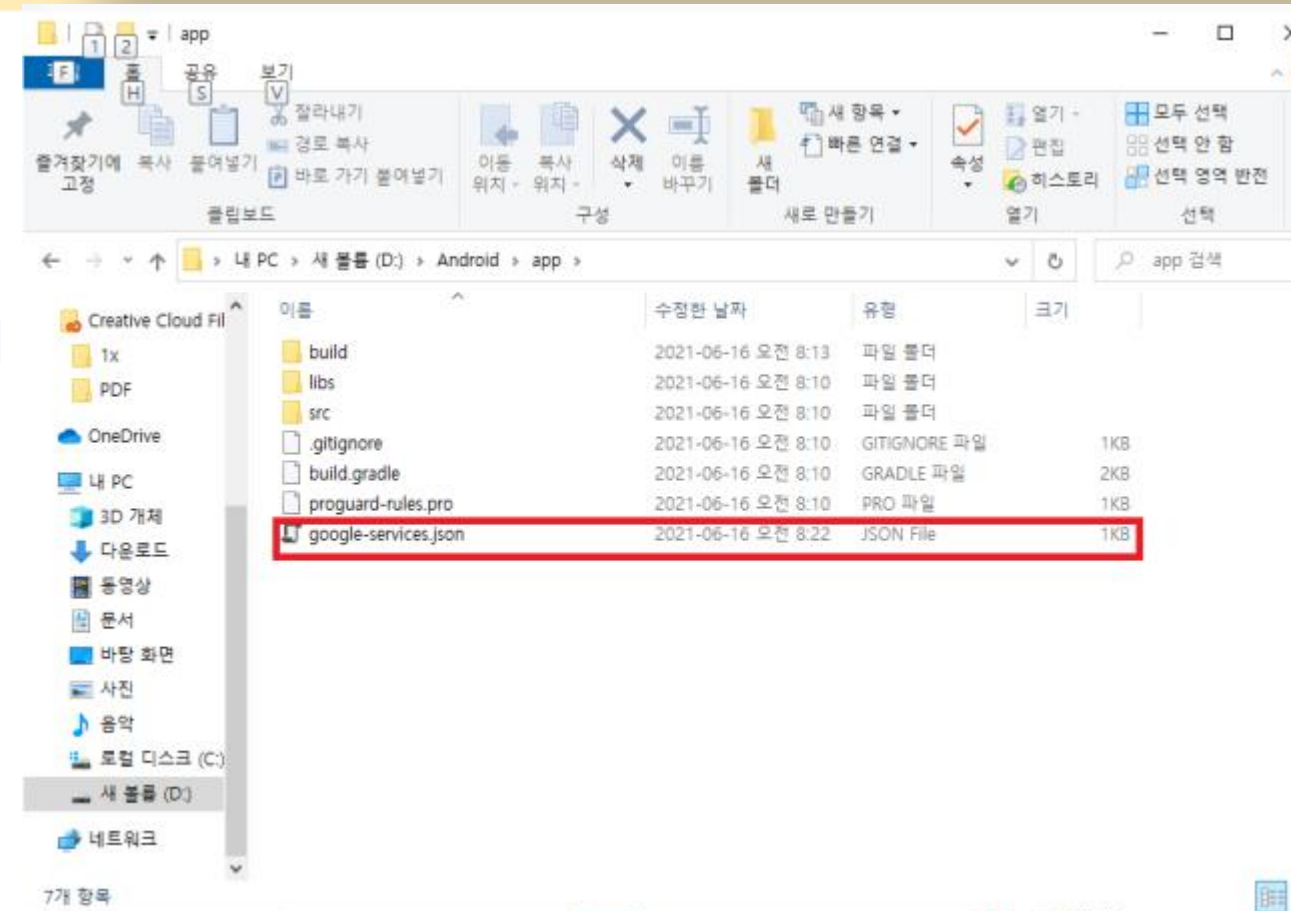 1 2 app
F
홈 공유 보기
H S V
잘라내기
경로 복사
바로 가기 붙여넣기
즐겨찾기에 고정
복사
붙여넣기
이동 위치
복사 위치
삭제
이름 바꾸기
새 폴더
새 항목
빠른 연결
속성
열기
편집
히스토리
모두 선택
선택 안 함
선택 영역 반전
클립보드 구성 새로 만들기 열기 선택
내 PC > 새 볼륨 (D:) > Android > app >
app 검색
이름 수정한 날짜 유형 크기
build 2021-06-16 오전 8:13 파일 폴더
libs 2021-06-16 오전 8:10 파일 폴더
src 2021-06-16 오전 8:10 파일 폴더
.gitignore 2021-06-16 오전 8:10 GITIGNORE 파일 1KB
build.gradle 2021-06-16 오전 8:10 GRADLE 파일 2KB
proguard-rules.pro 2021-06-16 오전 8:10 PRO 파일 1KB
google-services.json 2021-06-16 오전 8:22 JSON File 1KB
Creative Cloud Fil
1x
PDF
OneDrive
내 PC
3D 개체
다운로드
동영상
문서
바탕 화면
사진
음악
로컬 디스크 (C:)
새 볼륨 (D:)
네트워크
7개 항목